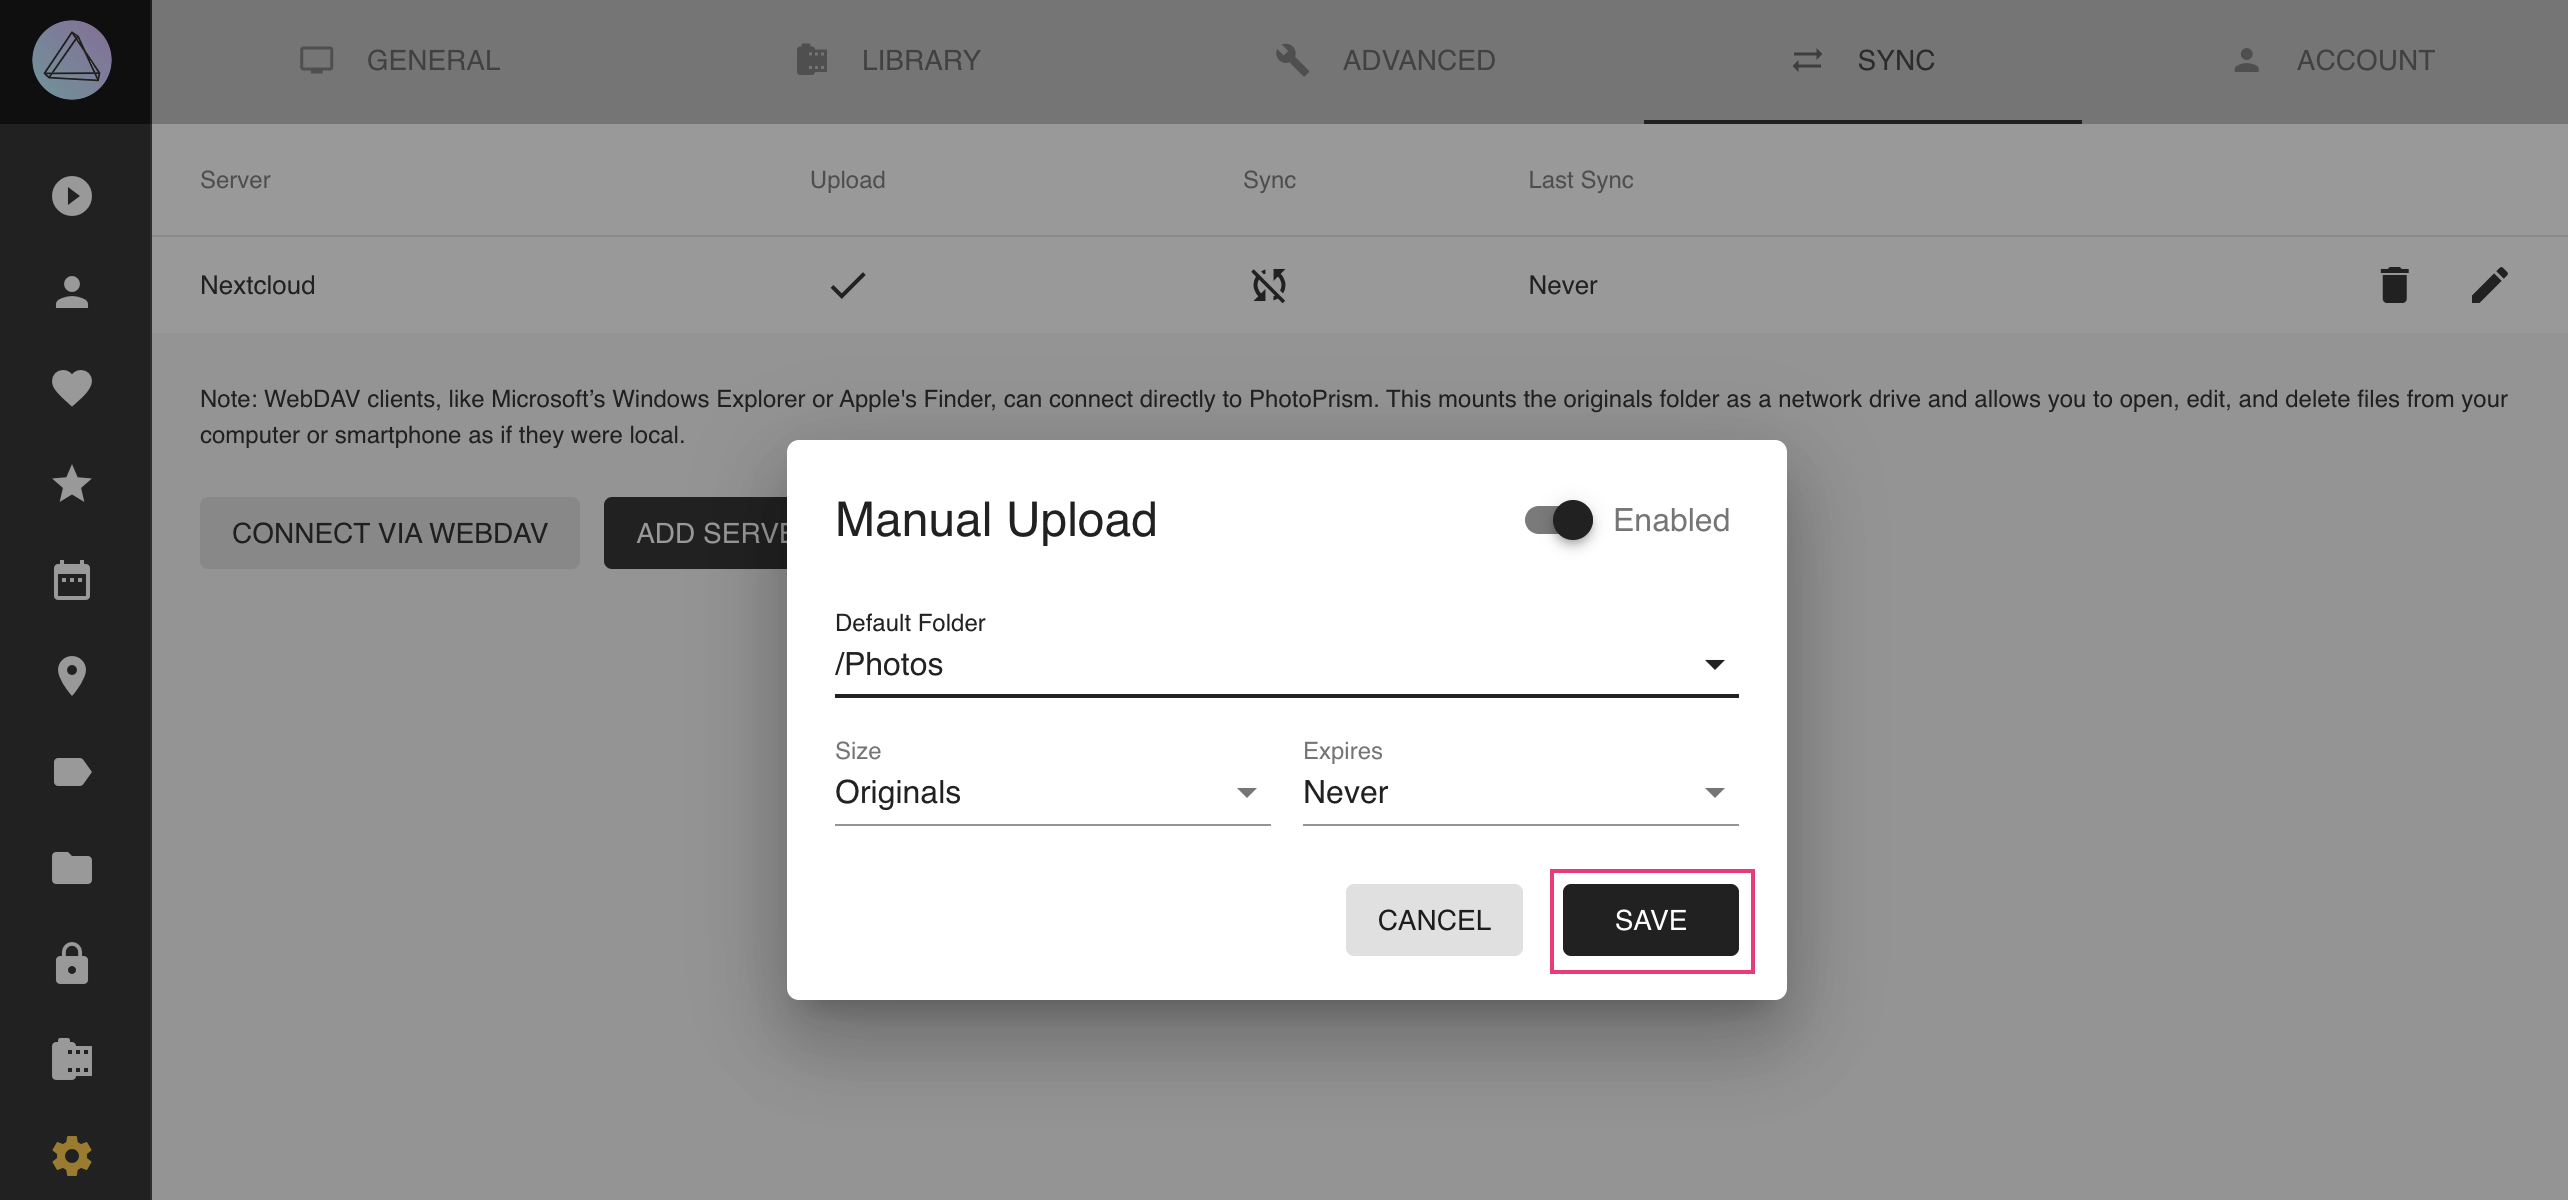 GENERAL
LIBRARY
ADVANCED
SYNC
ACCOUNT
Server
Upload
Sync
Last Sync
Nextcloud
Never
Note: WebDAV clients, like Microsoft’s Windows Explorer or Apple's Finder, can connect directly to PhotoPrism. This mounts the originals folder as a network drive and allows you to open, edit, and delete files from your
computer or smartphone as if they were local.
CONNECT VIA WEBDAV
ADD SERVE
Manual Upload
Enabled
Default Folder
/Photos
Size
Expires
Originals
Never
CANCEL
SAVE